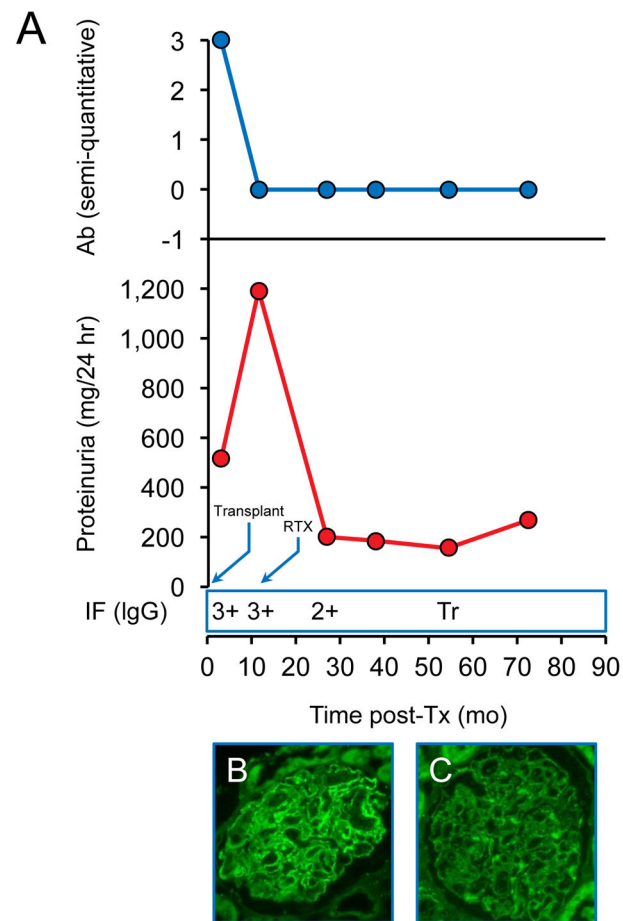 A
Ab (semi-quantitative)
3
2
1
0
-1
Proteinuria (mg/24 hr)
1,200
1,000
800
600
400
200
0
Transplant
RTX
IF (IgG)
3+ 3+ 2+ Tr
0 10 20 30 40 50 60 70 80 90
Time post-Tx (mo)
B
C